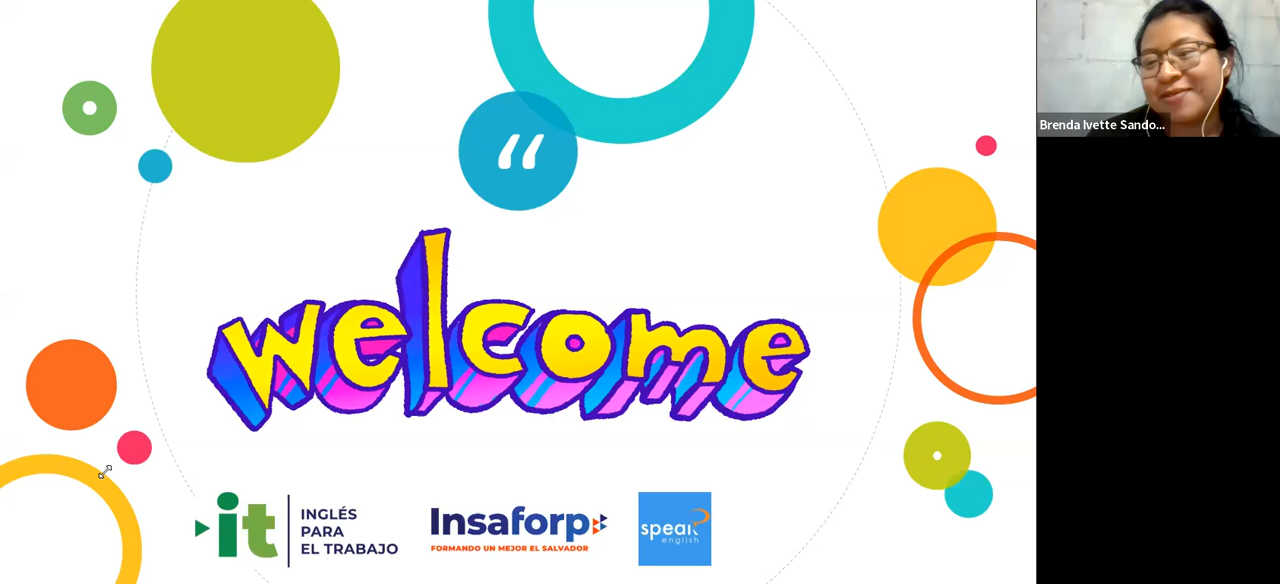 “
welcome
it
INGLÉS
PARA
EL TRABAJO
Insaforp
FORMANDO UN MEJOR EL SALVADOR
speak
english
Brenda Ivette Sando...